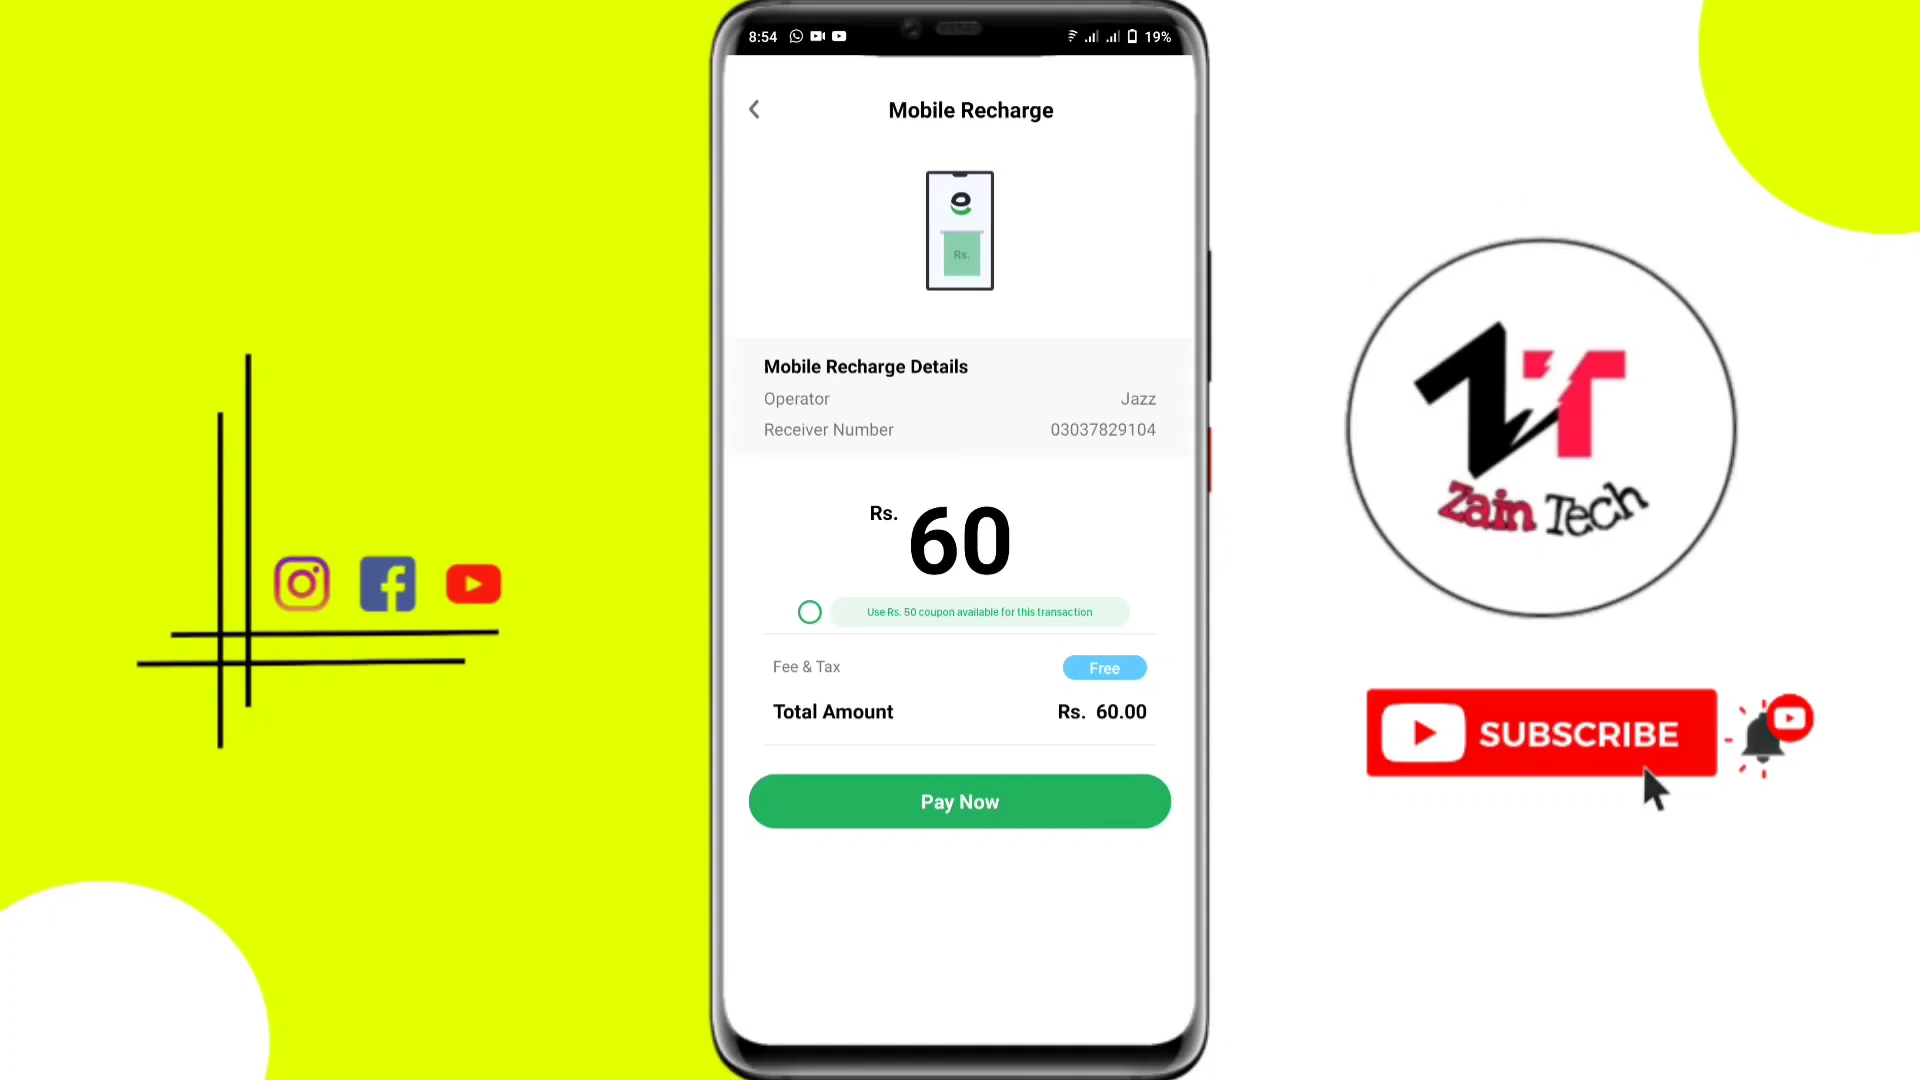 8:54
19%
Mobile Recharge
e
Rs.
Mobile Recharge Details
Operator Jazz
Receiver Number 03037829104
Rs. 60
Use Rs. 50 coupon available for this transaction
Fee & Tax Free
Total Amount Rs. 60.00
Pay Now
ZT
Zain Tech
SUBSCRIBE